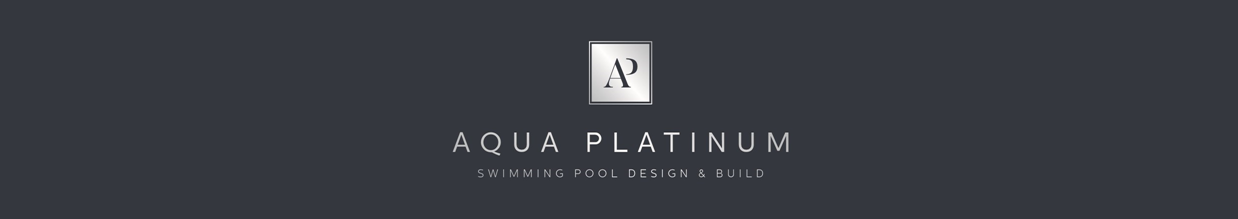 AP
AQUA PLATINUM
SWIMMING POOL DESIGN & BUILD